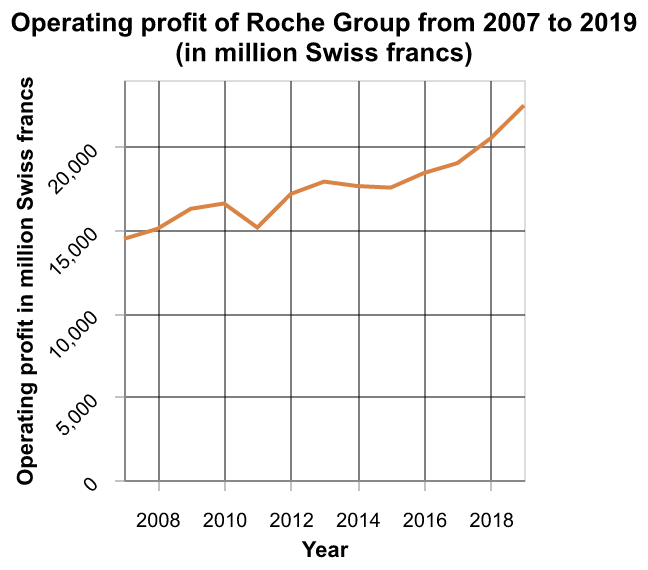 Operating profit of Roche Group from 2007 to 2019
(in million Swiss francs)
Operating profit in million Swiss francs
20,000
15,000
10,000
5,000
0
2008 2010 2012 2014 2016 2018
Year